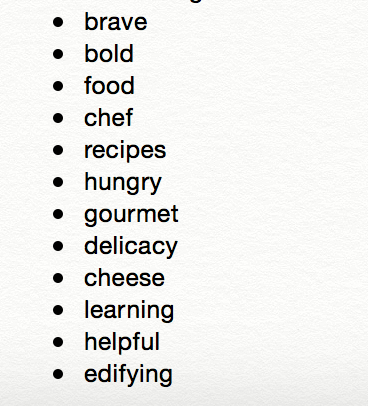 • brave
• bold
• food
• chef
• recipes
• hungry
• gourmet
• delicacy
• cheese
• learning
• helpful
• edifying